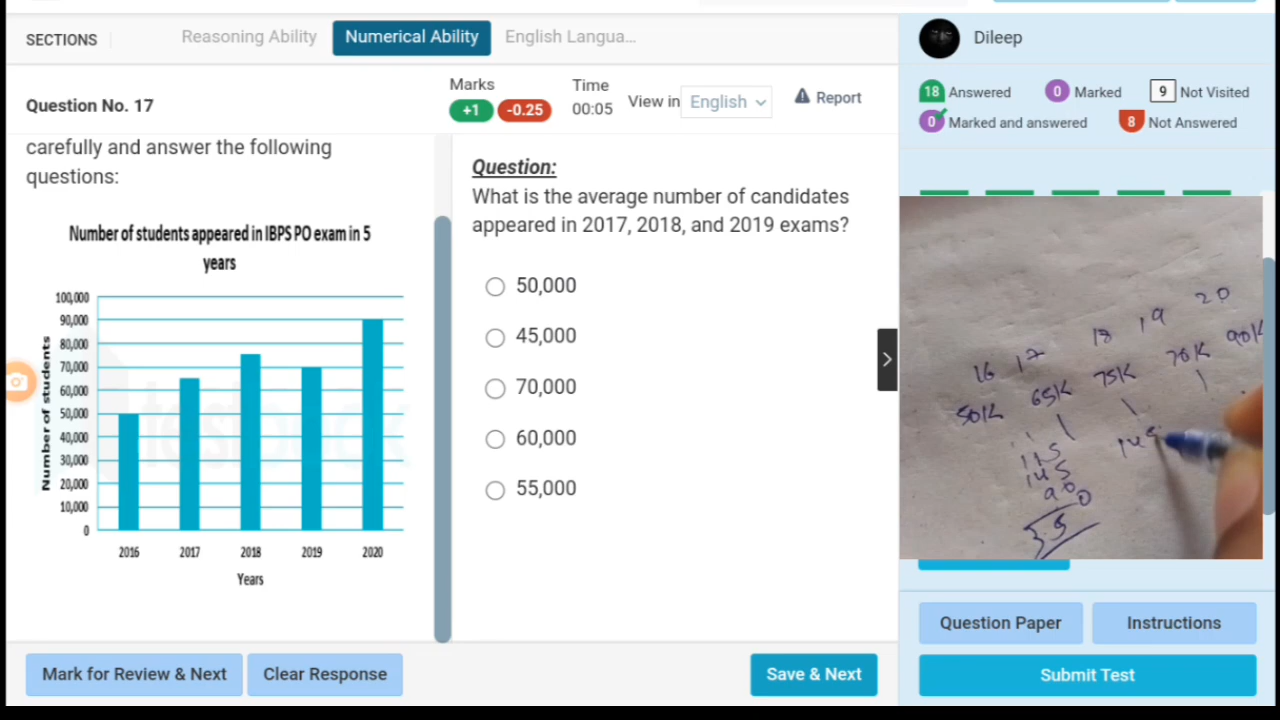 SECTIONS
Reasoning Ability
Numerical Ability
English Langua...
Question No. 17
Marks
+1
-0.25
Time
00:05
View in
English
Report
carefully and answer the following
questions:
Number of students appeared in IBPS PO exam in 5
years
Number of students
100,000
90,000
80,000
70,000
60,000
50,000
40,000
30,000
20,000
10,000
0
2016
2017
2018
2019
2020
Years
Question:
What is the average number of candidates
appeared in 2017, 2018, and 2019 exams?
50,000
45,000
70,000
60,000
55,000
Mark for Review & Next
Clear Response
Save & Next
Dileep
18 Answered
0 Marked
9 Not Visited
0 Marked and answered
8 Not Answered
16 17 18 19 20
50K 65K 75K 70K 90K
115
145
90
Question Paper
Instructions
Submit Test